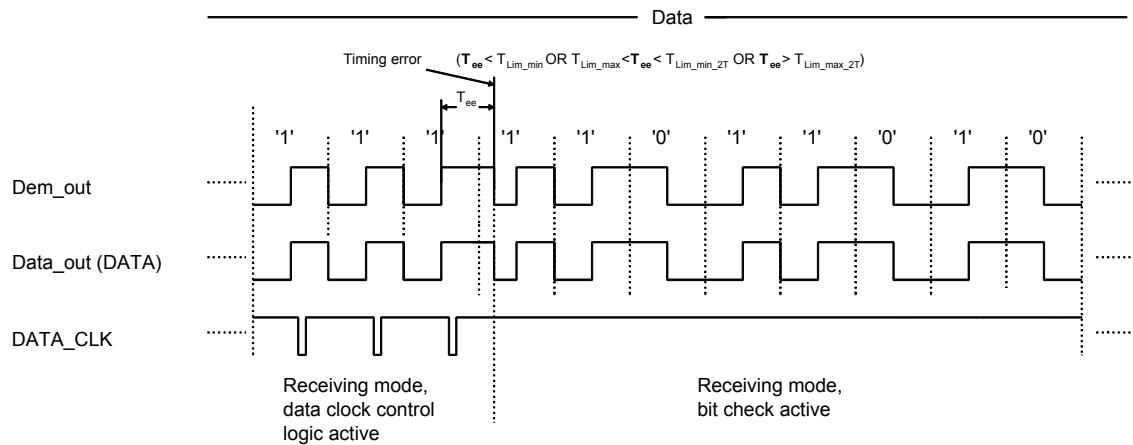 Data
Timing error (Tee< TLim_min OR TLim_max<Tee< TLim_min_2T OR Tee> TLim_max_2T)
Tee
'1' '1' '1' '1' '1' '0' '1' '1' '0' '1' '0'
Dem_out
Data_out (DATA)
DATA_CLK
Receiving mode,
data clock control
logic active
Receiving mode,
bit check active